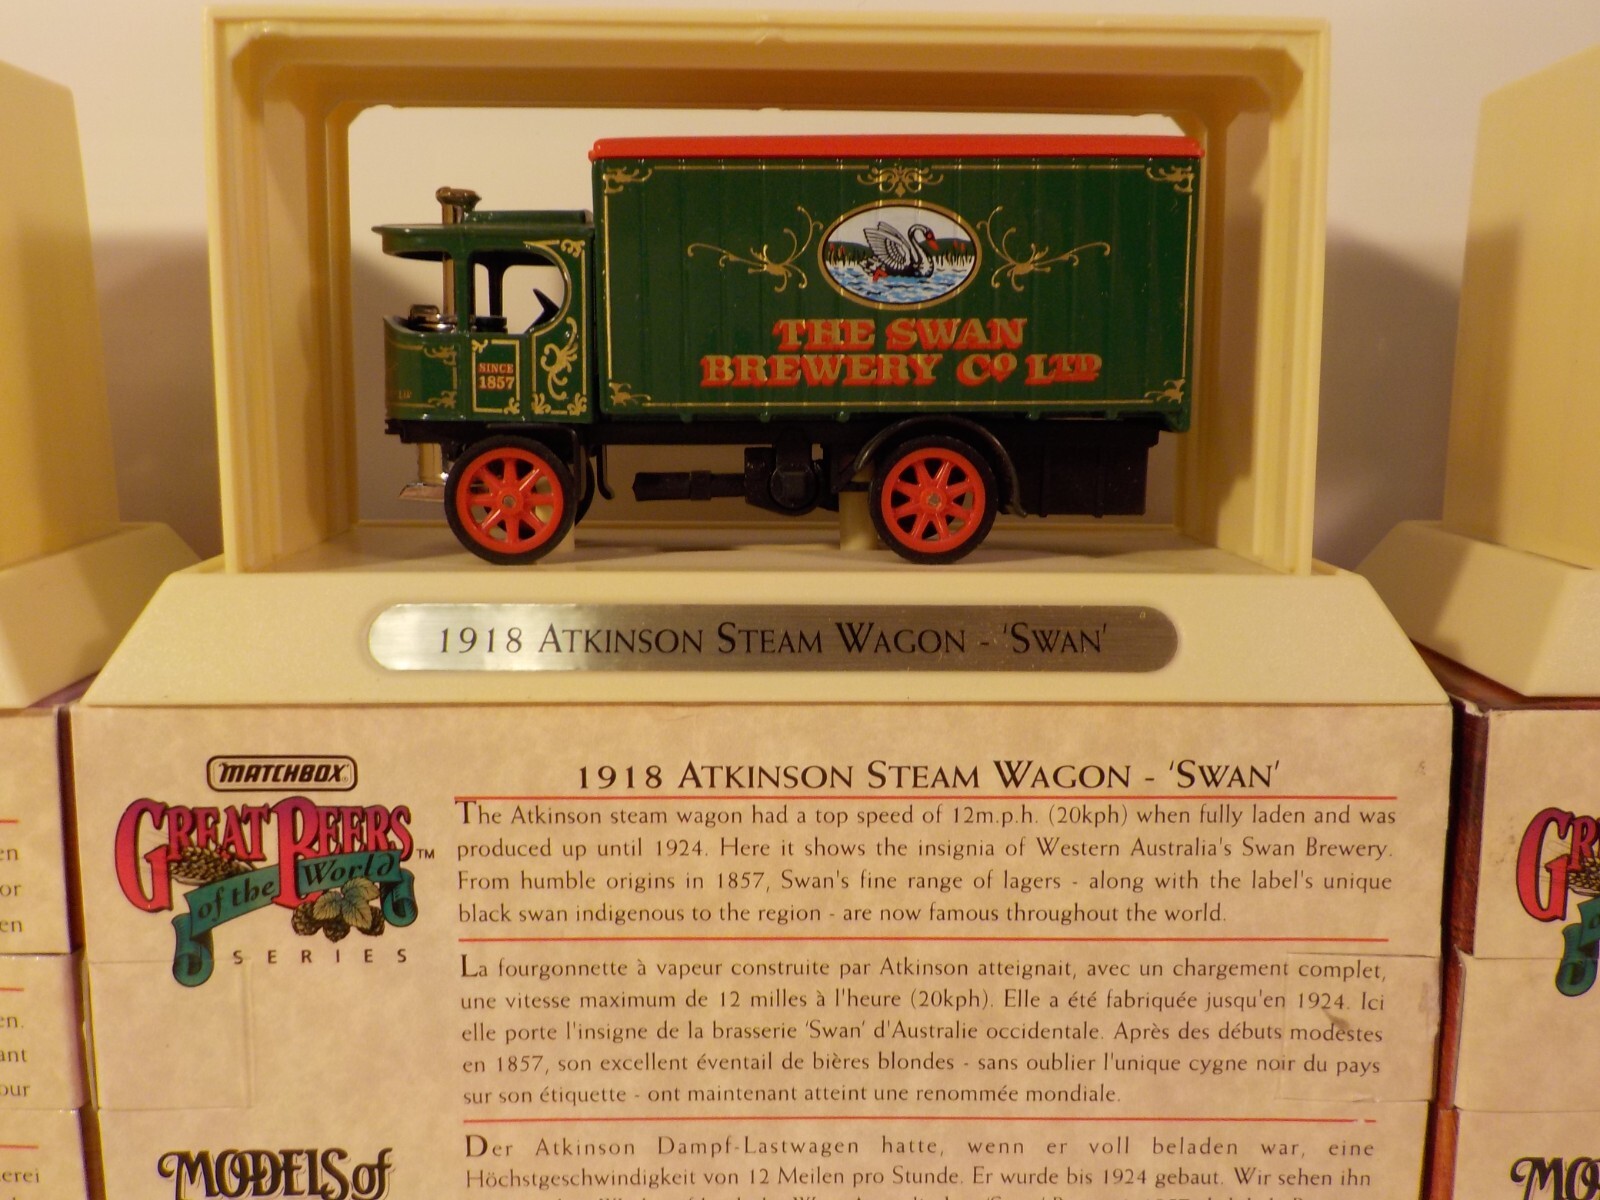 THE SWAN
BREWERY Co LTD
SINCE
1857
1918 ATKINSON STEAM WAGON - 'SWAN'
MATCHBOX
GREAT BEERS
of the World
™
SERIES
1918 ATKINSON STEAM WAGON - 'SWAN'
The Atkinson steam wagon had a top speed of 12m.p.h. (20kph) when fully laden and was
produced up until 1924. Here it shows the insignia of Western Australia's Swan Brewery.
From humble origins in 1857, Swan's fine range of lagers - along with the label's unique
black swan indigenous to the region - are now famous throughout the world.
La fourgonnette à vapeur construite par Atkinson atteignait, avec un chargement complet,
une vitesse maximum de 12 milles à l'heure (20kph). Elle a été fabriquée jusqu'en 1924. Ici
elle porte l'insigne de la brasserie 'Swan' d'Australie occidentale. Après des débuts modestes
en 1857, son excellent éventail de bières blondes - sans oublier l'unique cygne noir du pays
sur son étiquette - ont maintenant atteint une renommée mondiale.
Der Atkinson Dampf-Lastwagen hatte, wenn er voll beladen war, eine
Höchstgeschwindigkeit von 12 Meilen pro Stunde. Er wurde bis 1924 gebaut. Wir sehen ihn
MODELS of